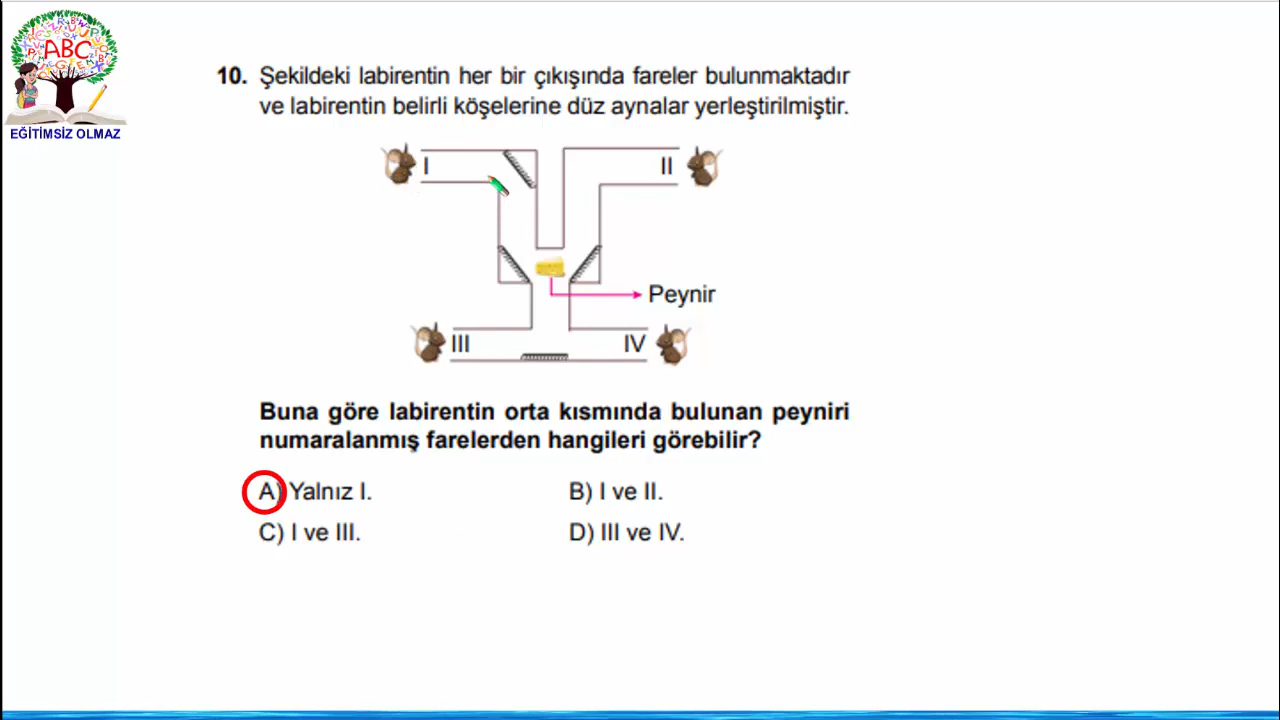 ABC
EĞİTİMSİZ OLMAZ
10. Şekildeki labirentin her bir çıkışında fareler bulunmaktadır
ve labirentin belirli köşelerine düz aynalar yerleştirilmiştir.
I
II
Peynir
III
IV
Buna göre labirentin orta kısmında bulunan peyniri
numaralanmış farelerden hangileri görebilir?
A) Yalnız I.
B) I ve II.
C) I ve III.
D) III ve IV.